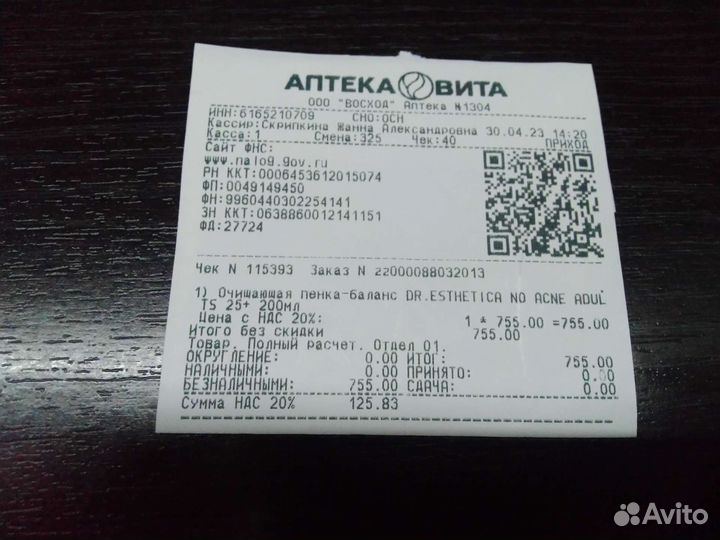 АПТЕКА ВИТА
ООО "ВОСХОД" Аптека №1304
ИНН:6165210709 СНО:ОСН
Кассир:Скрипкина Жанна Александровна 30.04.23 14:20
Касса:1 Смена:325 Чек:40 ПРИХОД
Сайт ФНС:
www.nalog.gov.ru
РН ККТ:0006453612015074
ФП:0049149450
ФН:9960440302254141
ЗН ККТ:0638860012141151
ФД:27724
Чек N 115393 Заказ N 22000088032013
1) Очищающая пенка-баланс DR.ESTHETICA NO ACNE ADUL
TS 25+ 200мл
Цена с НДС 20%: 1 * 755.00 =755.00
Итого без скидки 755.00
Товар. Полный расчет. Отдел 01.
ОКРУГЛЕНИЕ: 0.00 ИТОГ: 755.00
НАЛИЧНЫМИ: 0.00 ПРИНЯТО: 0.00
БЕЗНАЛИЧНЫМИ: 755.00 СДАЧА: 0.00
Сумма НДС 20% 125.83
Avito